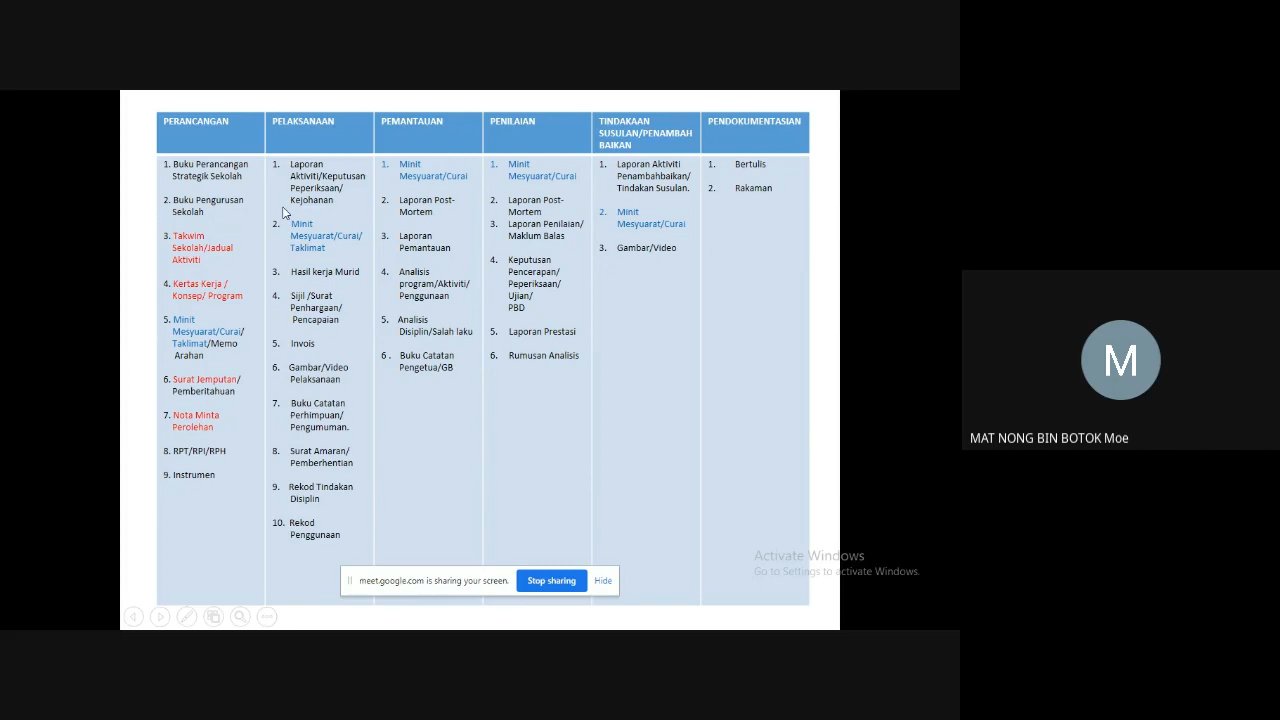 PERANCANGAN
1. Buku Perancangan
Strategik Sekolah
2. Buku Pengurusan
Sekolah
3. Takwim
Sekolah/Jadual
Aktiviti
4. Kertas Kerja /
Konsep/ Program
5. Minit
Mesyuarat/Curai/
Taklimat/Memo
Arahan
6. Surat Jemputan/
Pemberitahuan
7. Nota Minta
Perolehan
8. RPT/RPI/RPH
9. Instrumen
PELAKSANAAN
1. Laporan
Aktiviti/Keputusan
Peperiksaan/
Kejohanan
2. Minit
Mesyuarat/Curai/
Taklimat
3. Hasil kerja Murid
4. Sijil /Surat
Penhargaan/
Pencapaian
5. Invois
6. Gambar/Video
Pelaksanaan
7. Buku Catatan
Perhimpuan/
Pengumuman.
8. Surat Amaran/
Pemberhentian
9. Rekod Tindakan
Disiplin
10. Rekod
Penggunaan
PEMANTAUAN
1. Minit
Mesyuarat/Curai
2. Laporan Post-
Mortem
3. Laporan
Pemantauan
4. Analisis
program/Aktiviti/
Penggunaan
5. Analisis
Disiplin/Salah laku
6 . Buku Catatan
Pengetua/GB
PENILAIAN
1. Minit
Mesyuarat/Curai
2. Laporan Post-
Mortem
3. Laporan Penilaian/
Maklum Balas
4. Keputusan
Pencerapan/
Peperiksaan/
Ujian/
PBD
5. Laporan Prestasi
6. Rumusan Analisis
TINDAKAAN
SUSULAN/PENAMBAH
BAIKAN
1. Laporan Aktiviti
Penambahbaikan/
Tindakan Susulan.
2. Minit
Mesyuarat/Curai
3. Gambar/Video
PENDOKUMENTASIAN
1. Bertulis
2. Rakaman
meet.google.com is sharing your screen.
Stop sharing
Hide
Activate Windows
Go to Settings to activate Windows.
M
MAT NONG BIN BOTOK Moe